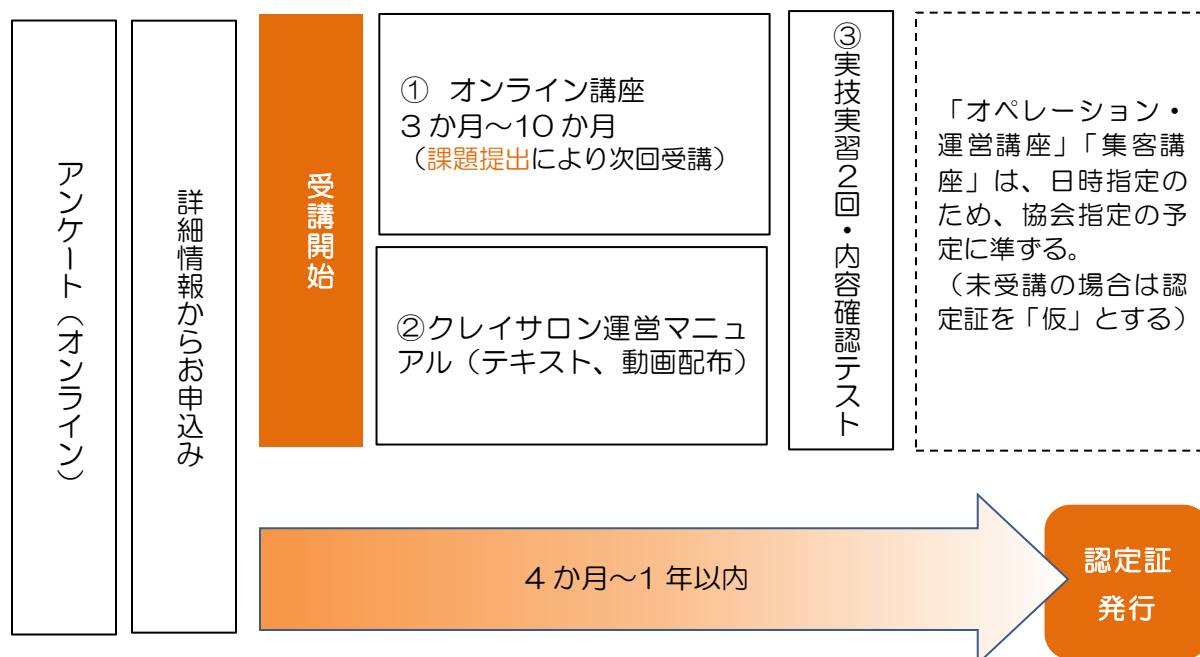 アンケート（オンライン）
詳細情報からお申込み
受講開始
① オンライン講座
３か月～10か月
（課題提出により次回受講）
②クレイサロン運営マニュ
アル（テキスト、動画配布）
③実技実習２回・内容確認テスト
「オペレーション・
運営講座」「集客講
座」は、日時指定の
ため、協会指定の予
定に準ずる。
（未受講の場合は認
定証を「仮」とする）
４か月～1年以内
認定証
発行